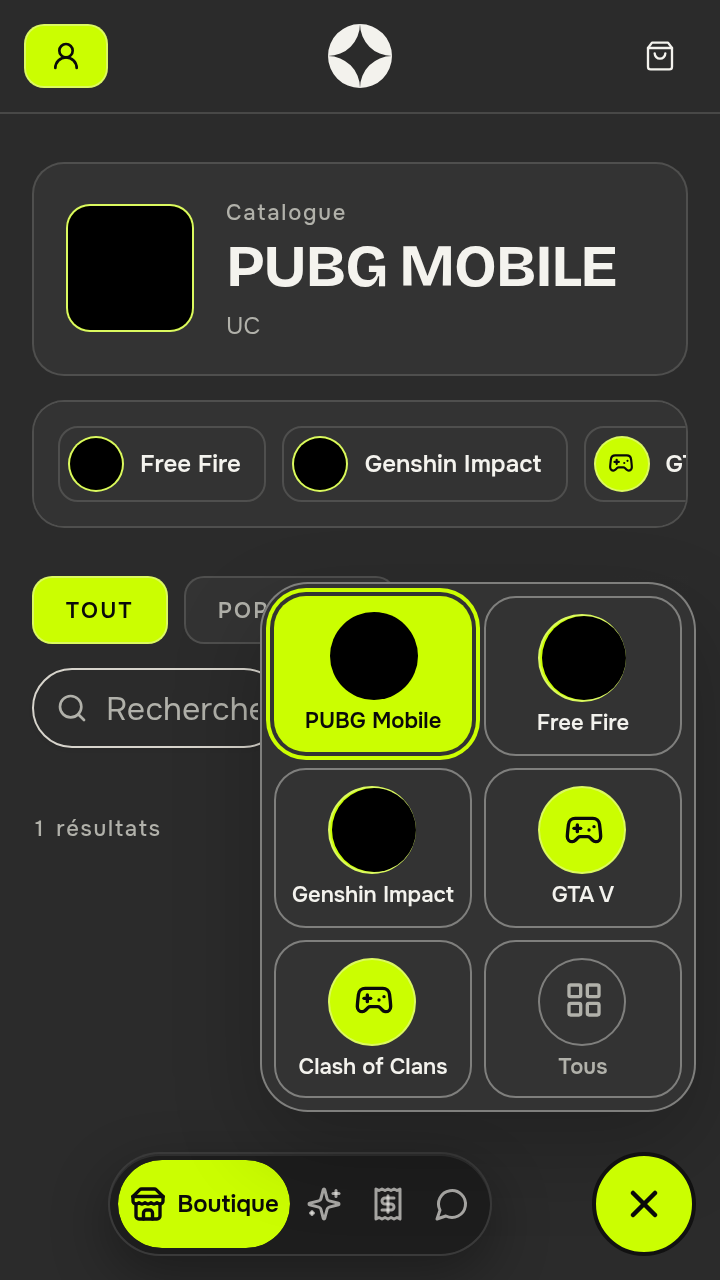 Catalogue
PUBG MOBILE
UC
Free Fire
Genshin Impact
TOUT
PUBG Mobile
Free Fire
Recherche
1 résultats
Genshin Impact
GTA V
Clash of Clans
Tous
Boutique